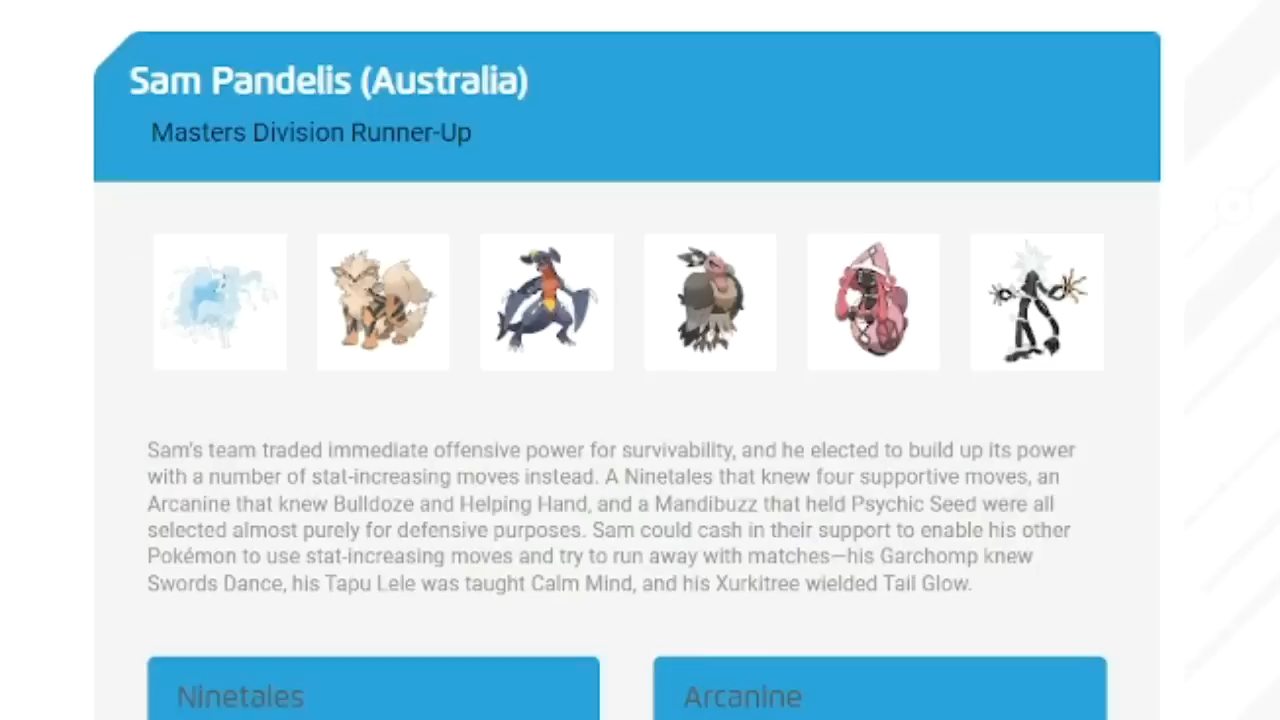 Sam Pandelis (Australia)
Masters Division Runner-Up
Sam's team traded immediate offensive power for survivability, and he elected to build up its power
with a number of stat-increasing moves instead. A Ninetales that knew four supportive moves, an
Arcanine that knew Bulldoze and Helping Hand, and a Mandibuzz that held Psychic Seed were all
selected almost purely for defensive purposes. Sam could cash in their support to enable his other
Pokémon to use stat-increasing moves and try to run away with matches—his Garchomp knew
Swords Dance, his Tapu Lele was taught Calm Mind, and his Xurkitree wielded Tail Glow.
Ninetales
Arcanine